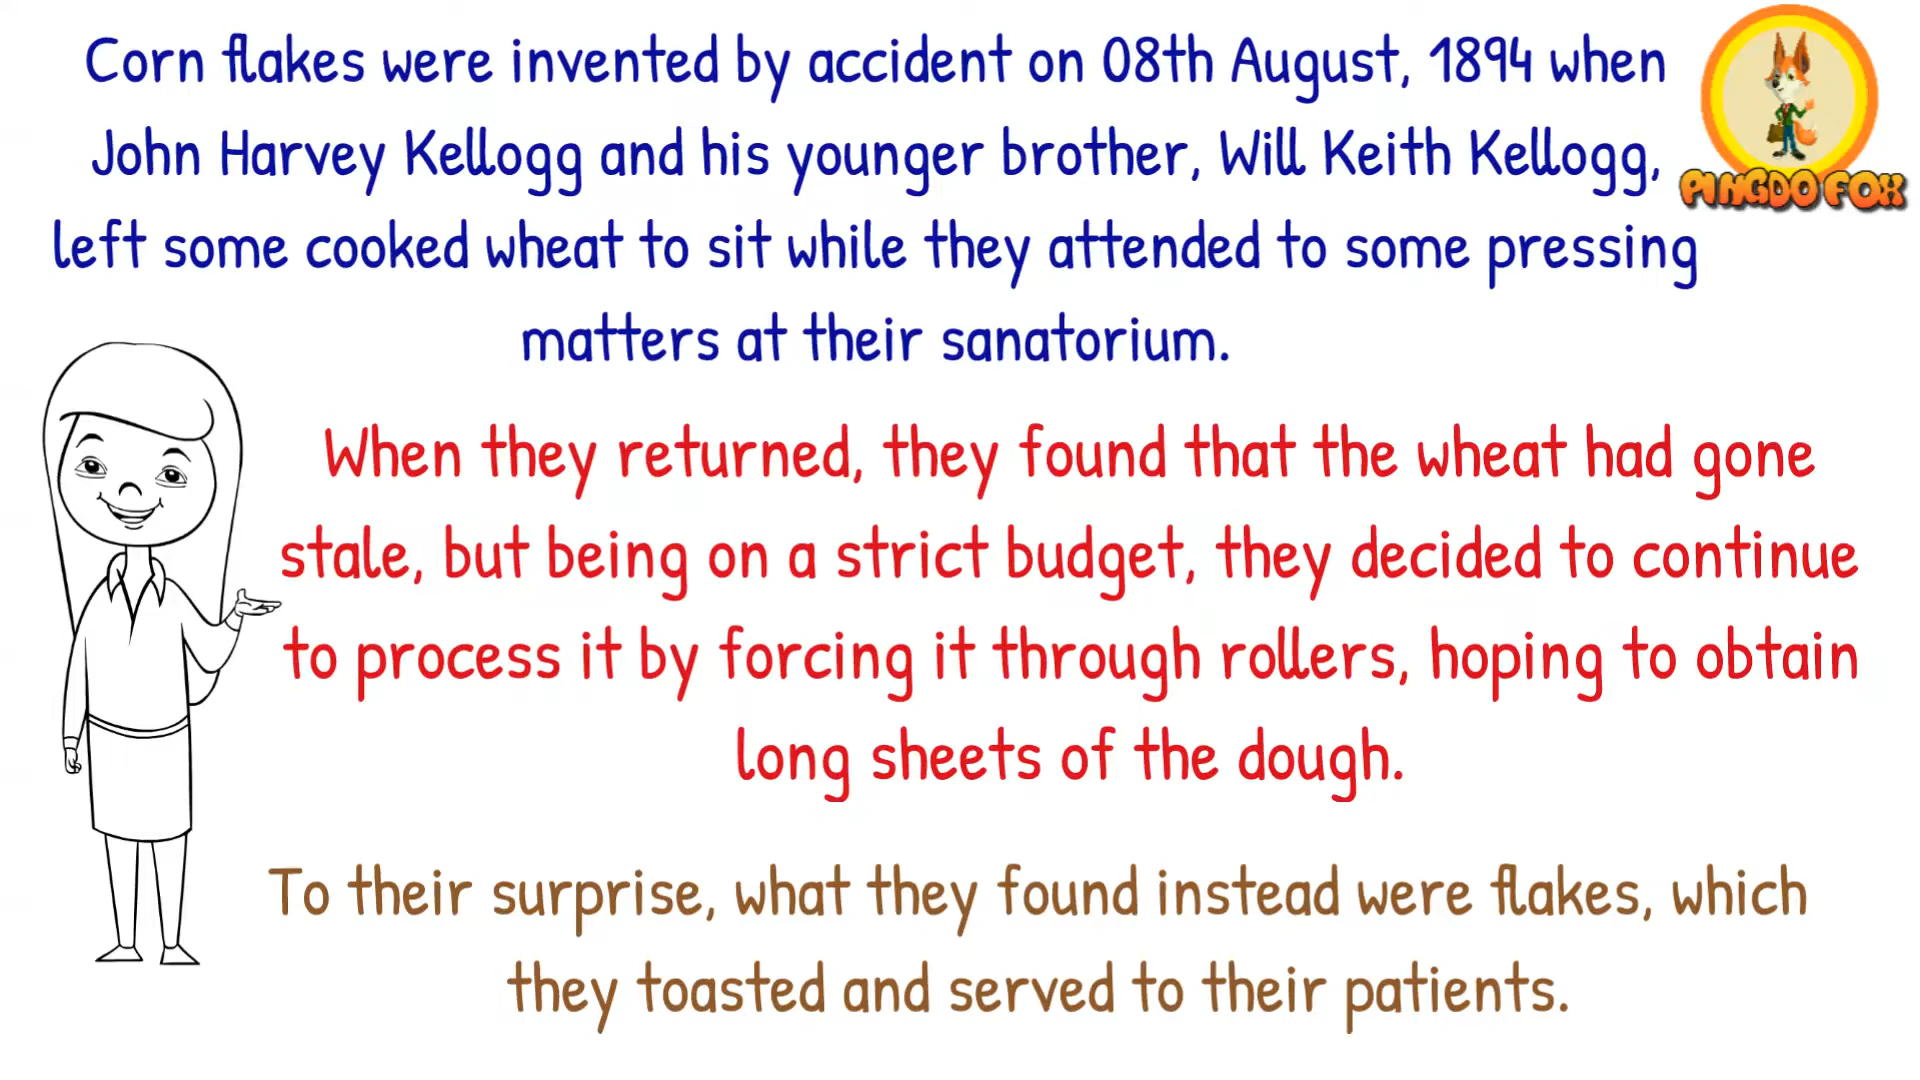 Corn flakes were invented by accident on 08th August, 1894 when
John Harvey Kellogg and his younger brother, Will Keith Kellogg,
left some cooked wheat to sit while they attended to some pressing
matters at their sanatorium.
PINGDO FOX
When they returned, they found that the wheat had gone
stale, but being on a strict budget, they decided to continue
to process it by forcing it through rollers, hoping to obtain
long sheets of the dough.
To their surprise, what they found instead were flakes, which
they toasted and served to their patients.